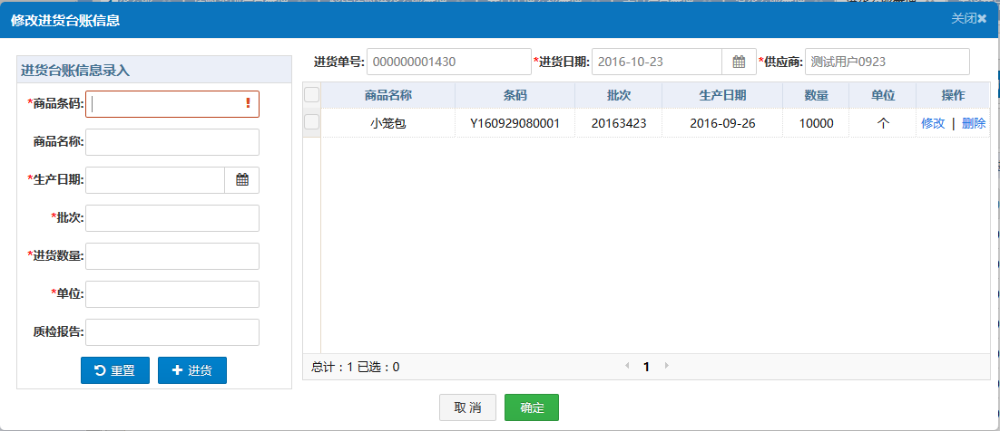 修改进货台账信息
关闭
进货台账信息录入
*商品条码:
商品名称:
*生产日期:
*批次:
*进货数量:
*单位:
质检报告:
重置 进货
进货单号: 000000001430 *进货日期: 2016-10-23 *供应商: 测试用户0923
商品名称 条码 批次 生产日期 数量 单位 操作
小笼包 Y160929080001 20163423 2016-09-26 10000 个 修改 | 删除
总计：1 已选：0 1
取消 确定